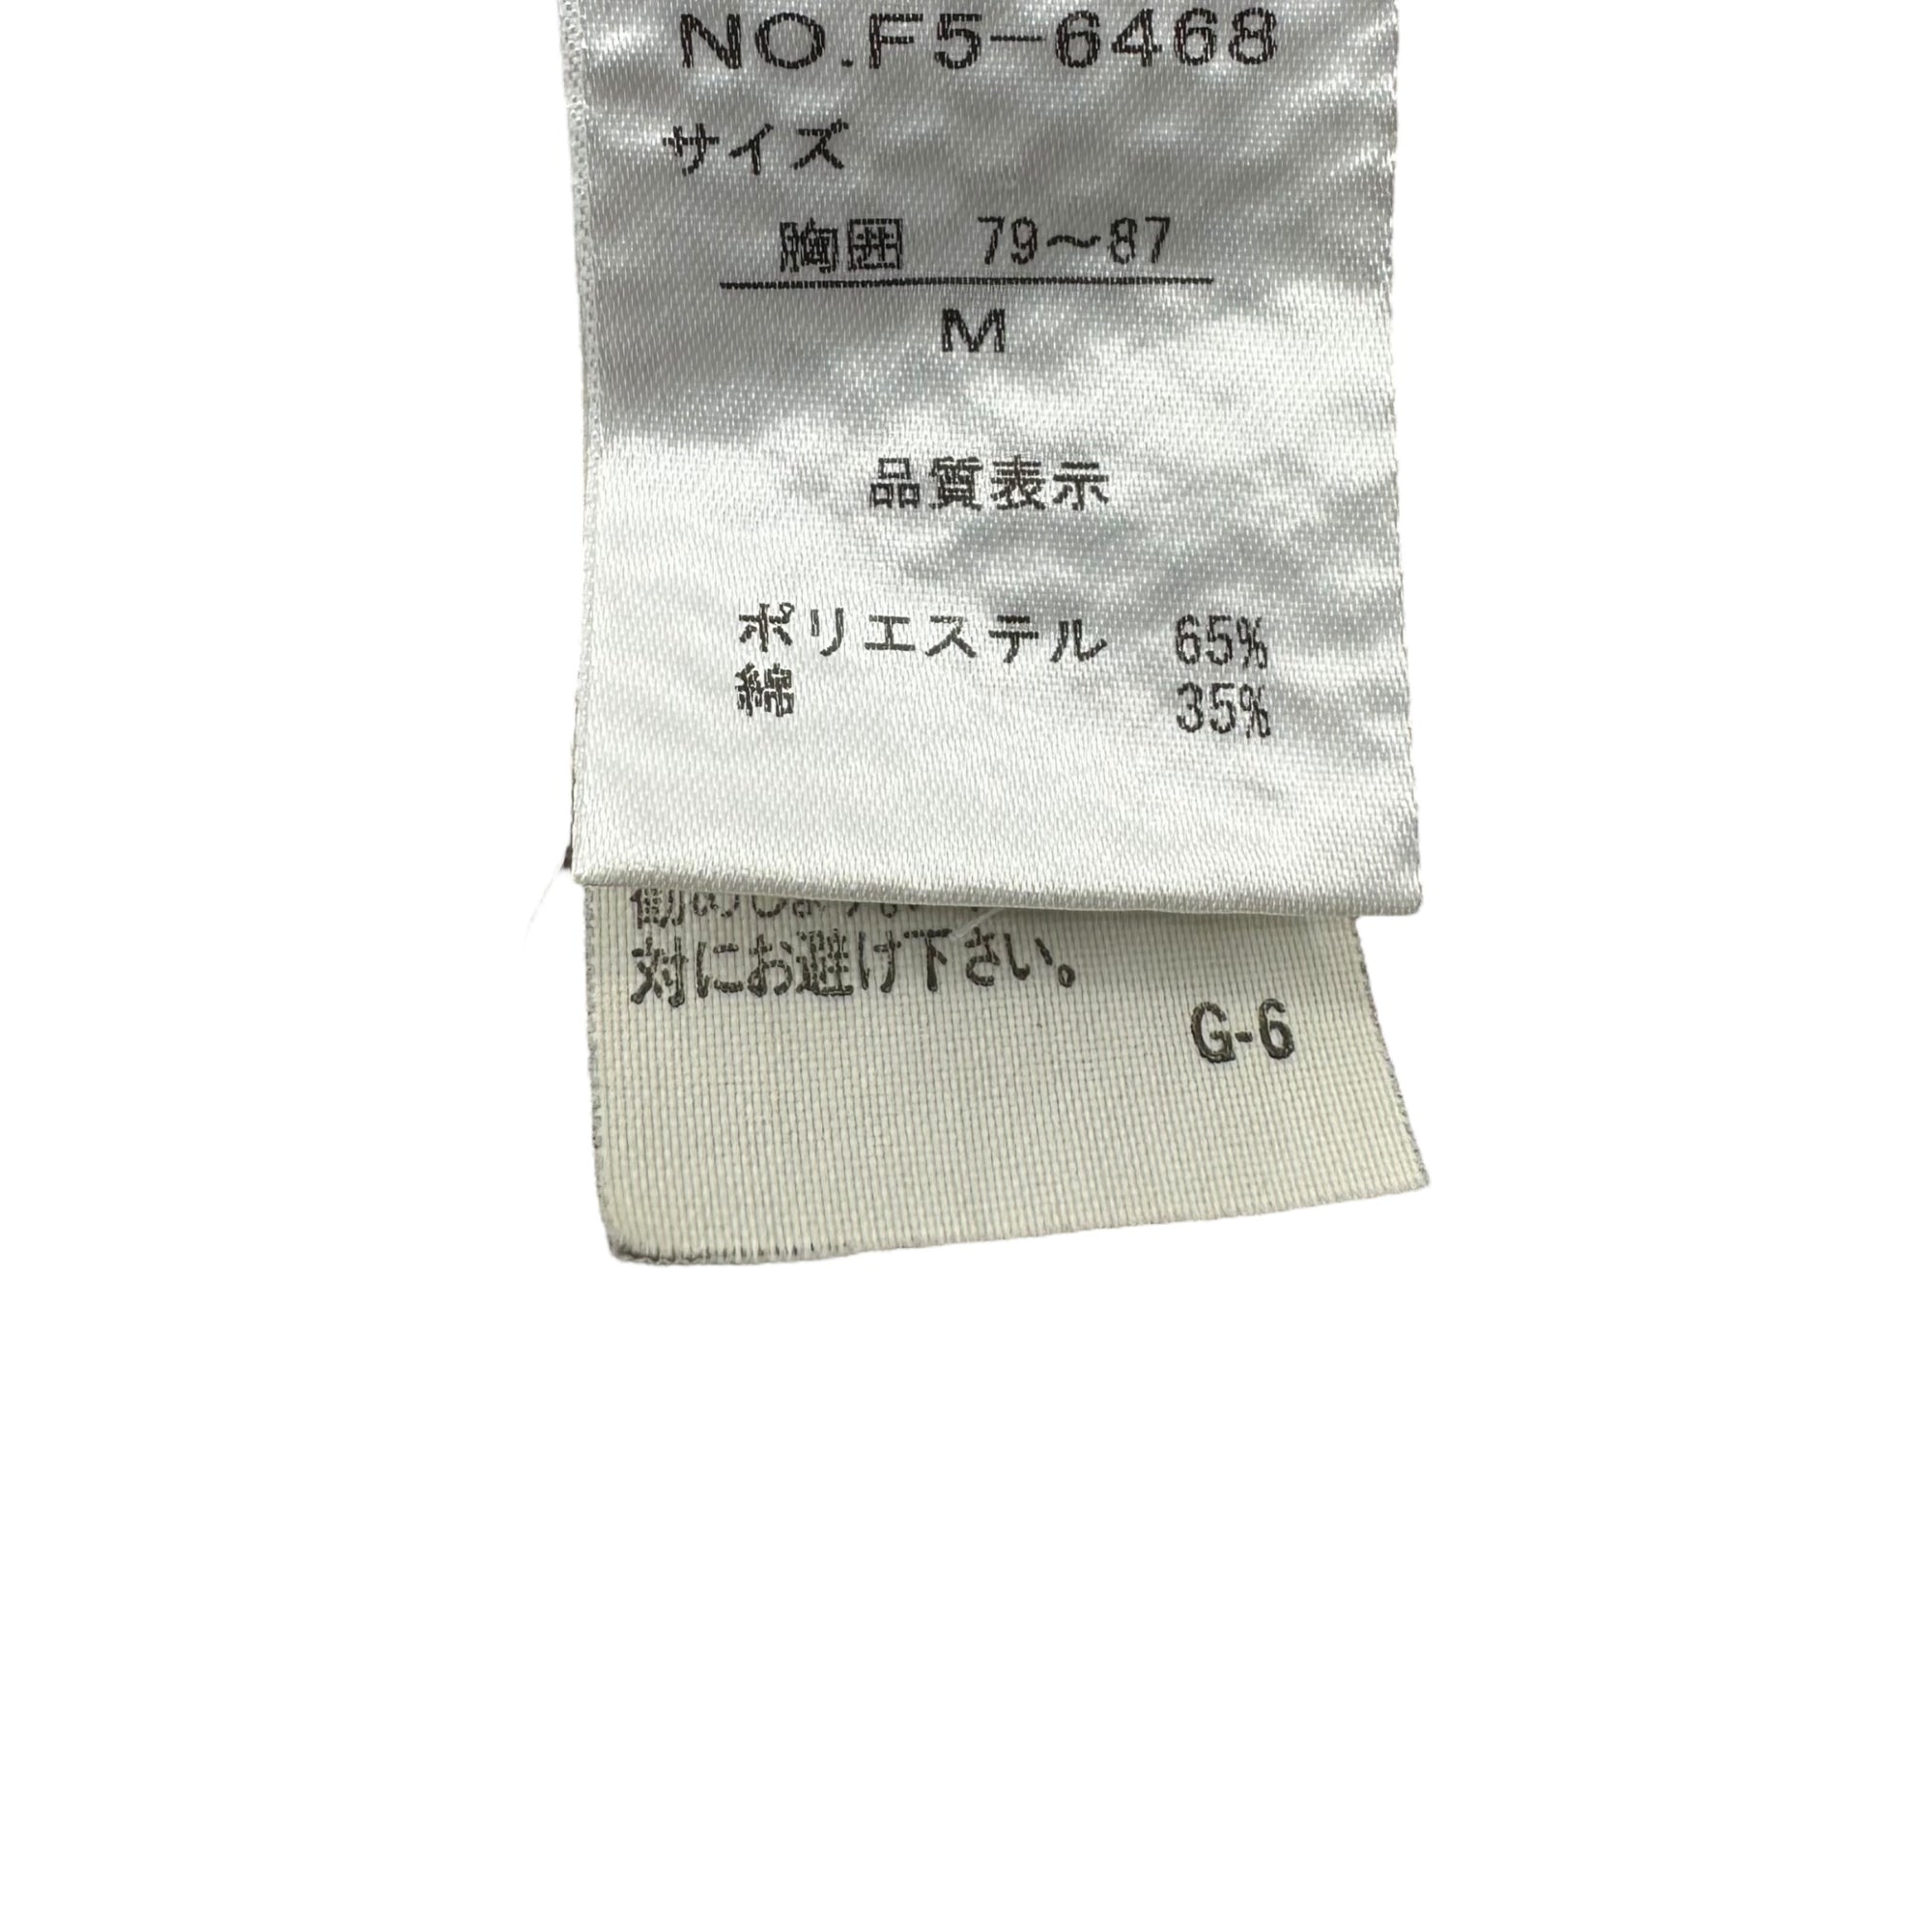 NO.F5-6468
サイズ
胸囲 79～87
M
品質表示
ポリエステル 65%
綿 35%
対にお避け下さい。
G-6